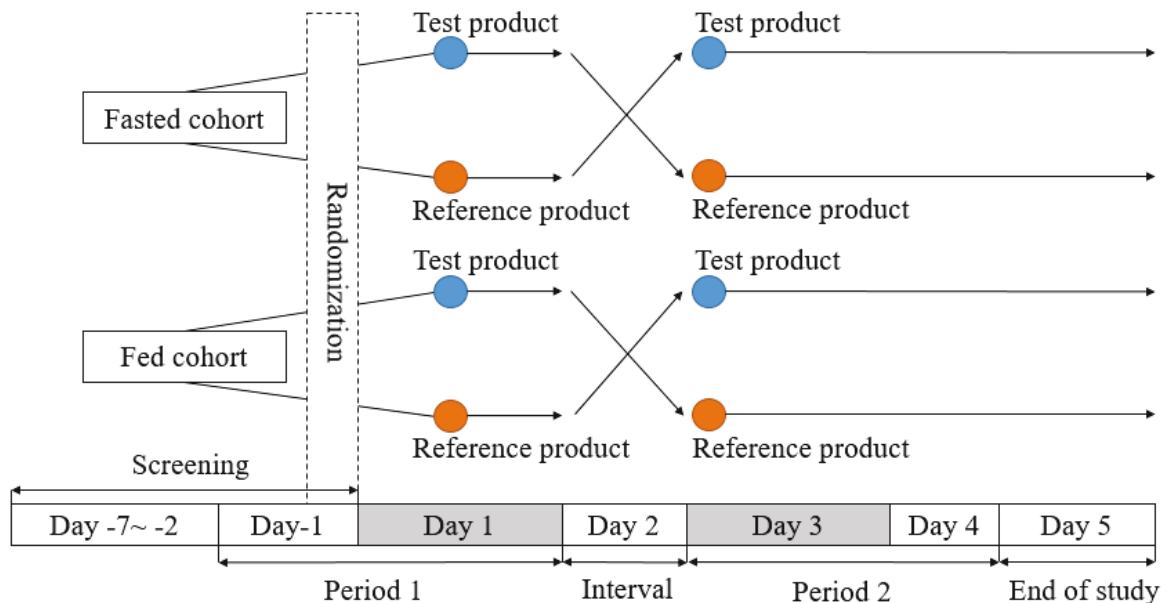 Test product
Test product
Fasted cohort
Randomization
Reference product
Reference product
Test product
Test product
Fed cohort
Reference product
Reference product
Screening
Day -7~ -2
Day-1
Day 1
Day 2
Day 3
Day 4
Day 5
Period 1
Interval
Period 2
End of study